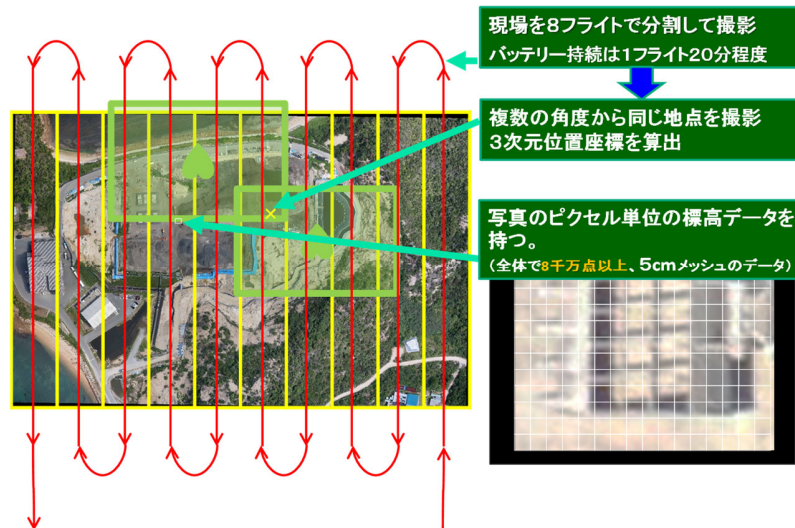 現場を8フライトで分割して撮影
バッテリー持続は1フライト20分程度
複数の角度から同じ地点を撮影
3次元位置座標を算出
写真のピクセル単位の標高データを
持つ。
(全体で8千万点以上、5cmメッシュのデータ)